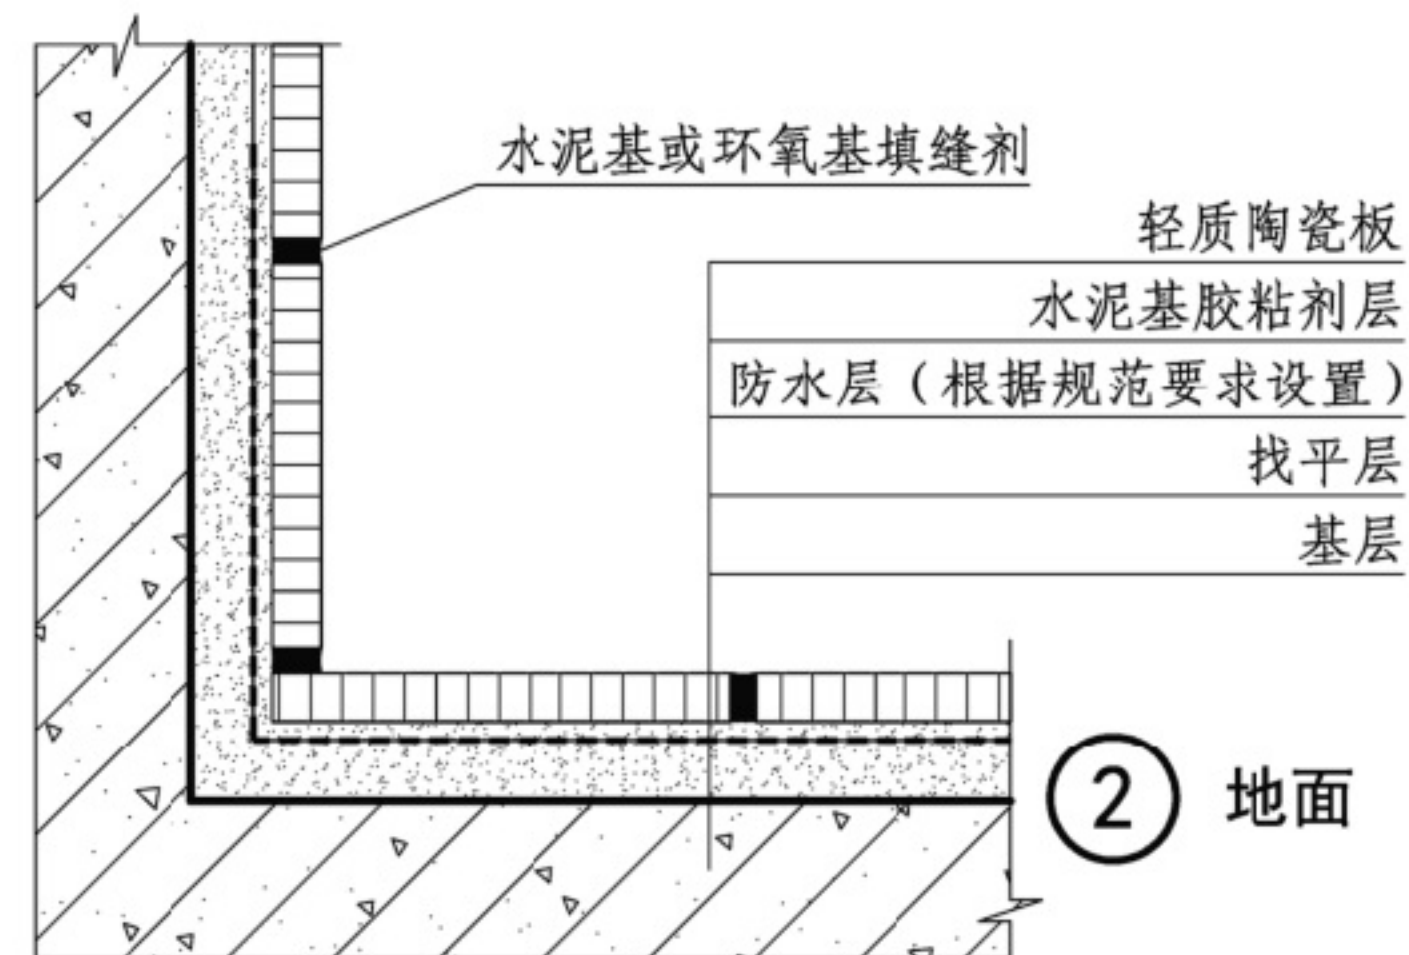 水泥基或环氧基填缝剂
轻质陶瓷板
水泥基胶粘剂层
防水层（根据规范要求设置）
找平层
基层
2 地面